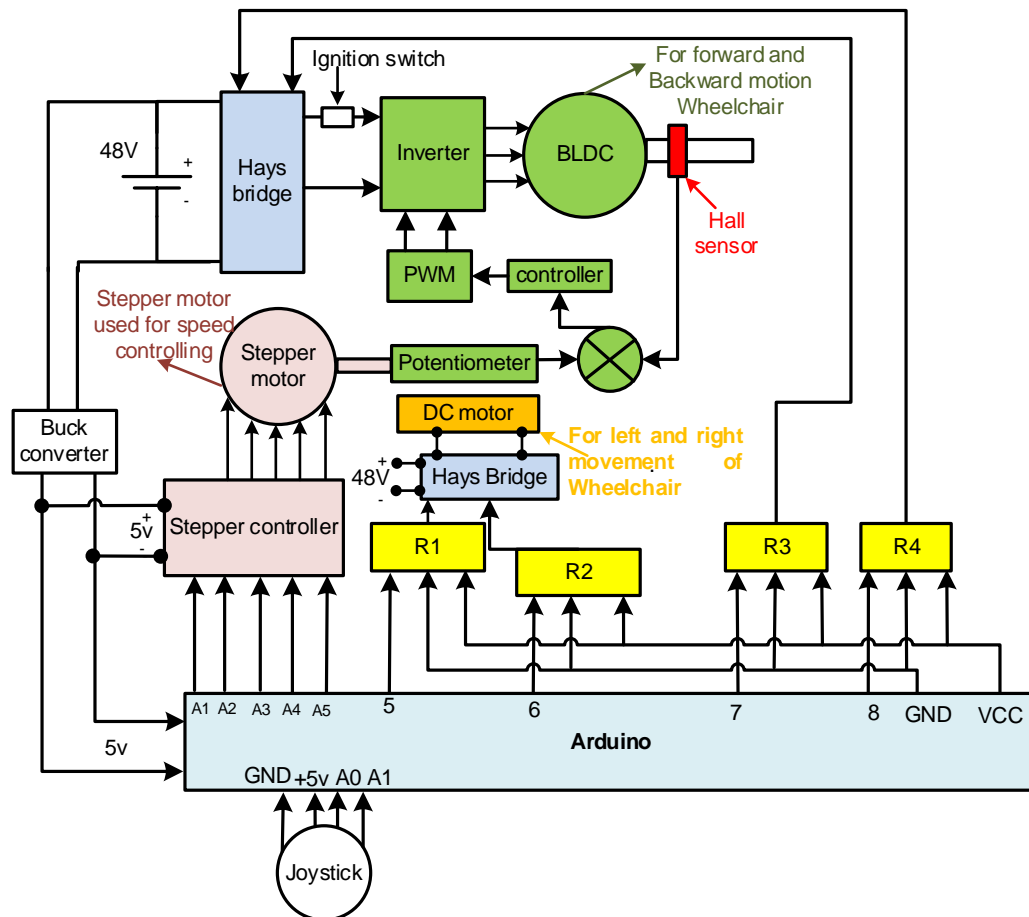 Ignition switch
For forward and
Backward motion
Wheelchair
48V
+
-
Hays
bridge
Inverter
BLDC
Hall
sensor
PWM
controller
Stepper motor
used for speed
controlling
Stepper
motor
Potentiometer
DC motor
For left and right
movement of
Wheelchair
Buck
converter
48V
+
-
Hays Bridge
5v
+
-
Stepper controller
R1
R2
R3
R4
A1 A2 A3 A4 A5 5 6 7 8 GND VCC
Arduino
5v
GND +5v A0 A1
Joystick